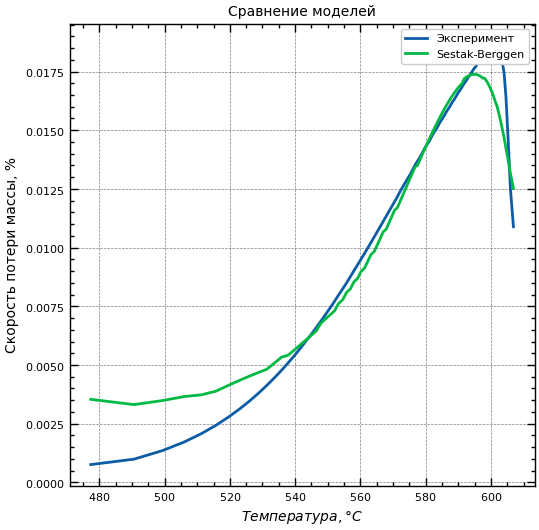 Сравнение моделей
Эксперимент
Sestak-Berggen
Скорость потери массы, %
0.0175
0.0150
0.0125
0.0100
0.0075
0.0050
0.0025
0.0000
480 500 520 540 560 580 600
Температура, °C